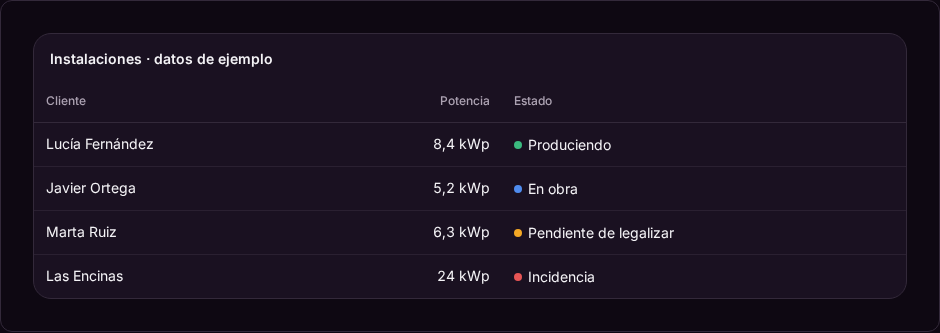 Instalaciones · datos de ejemplo
Cliente Potencia Estado
Lucía Fernández 8,4 kWp Produciendo
Javier Ortega 5,2 kWp En obra
Marta Ruiz 6,3 kWp Pendiente de legalizar
Las Encinas 24 kWp Incidencia